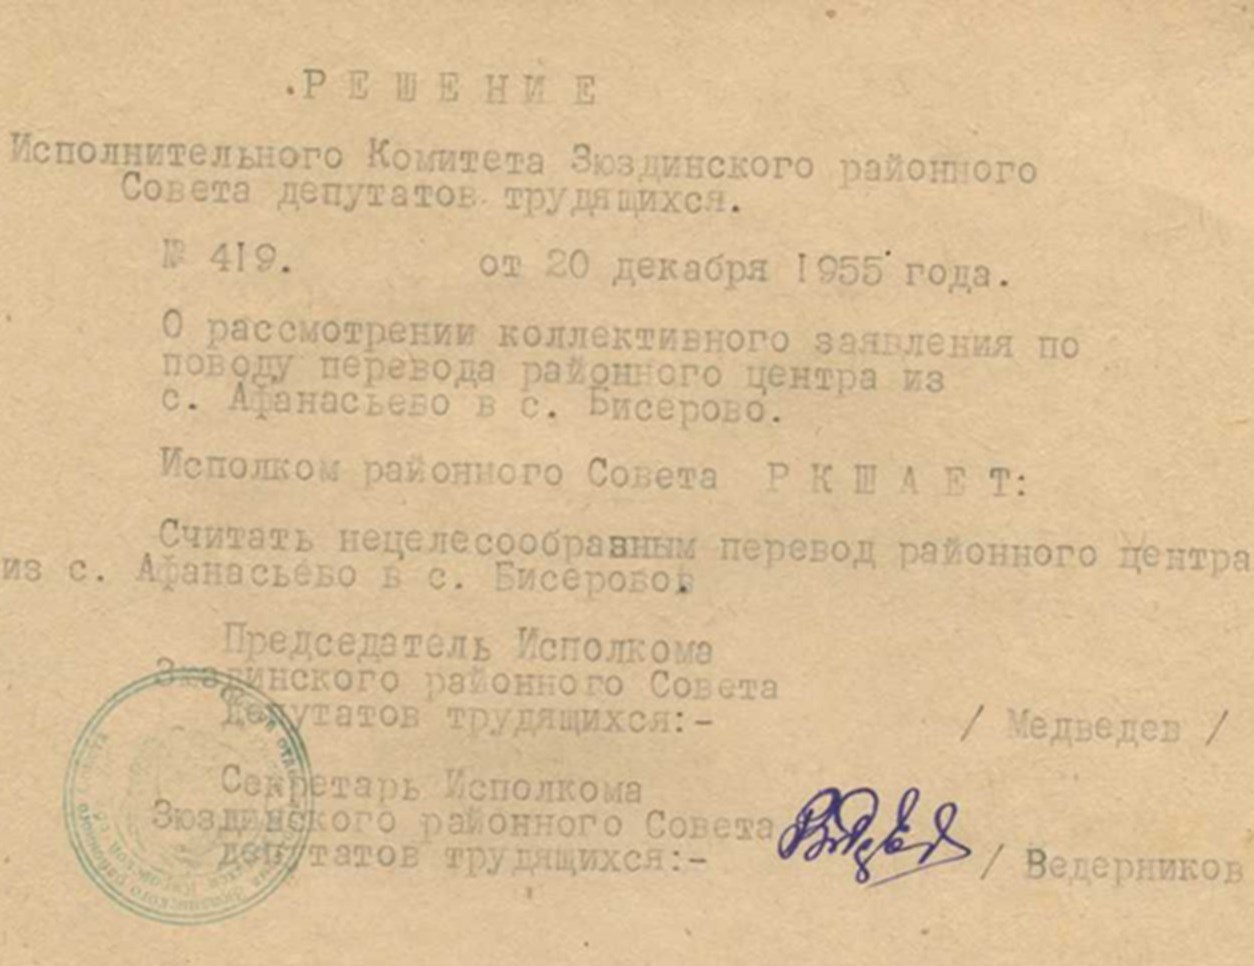 .Р Е Ш Е Н И Е
Исполнительного Комитета Зюздинского районного
Совета депутатов трудящихся.
№ 419. от 20 декабря 1955 года.
О рассмотрении коллективного заявления по
поводу перевода районного центра из
с. Афанасьево в с. Бисерово.
Исполком районного Совета Р К Ш А Е Т:
Считать нецелесообразным перевод районного центра
из с. Афанасьево в с. Бисерово.
Председатель Исполкома
Зюздинского районного Совета
депутатов трудящихся:- / Медведев /
Секретарь Исполкома
Зюздинского районного Совета
депутатов трудящихся:- / Ведерников